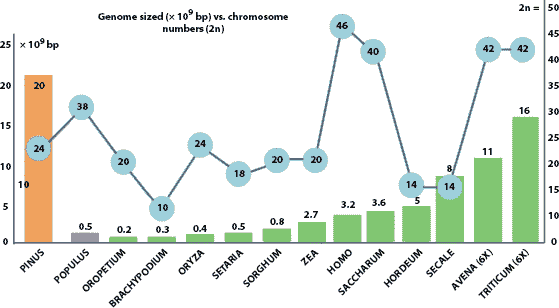 Genome sized (× 10⁹ bp) vs. chromosome
numbers (2n)
2n =
× 10⁹ bp
25
20
15
10
5
0
50
45
40
35
30
25
20
15
10
0
20
24
38
20
10
24
18
20
20
46
40
14
14
42
42
0.5
0.2
0.3
0.4
0.5
0.8
2.7
3.2
3.6
5
8
11
16
10
PINUS
POPULUS
OROPETIUM
BRACHYPODIUM
ORYZA
SETARIA
SORGHUM
ZEA
HOMO
SACCHARUM
HORDEUM
SECALE
AVENA (6X)
TRITICUM (6X)